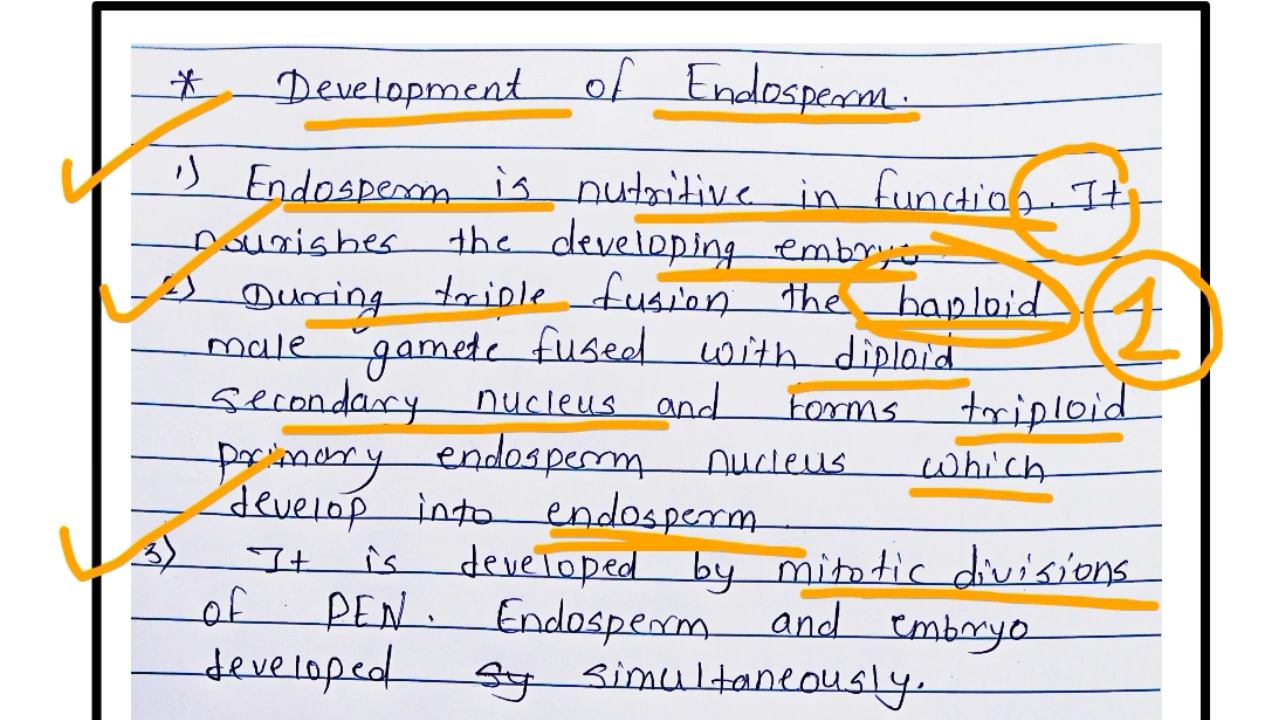 * Development of Endosperm.
1) Endosperm is nutritive in function. It
nourishes the developing embryo
2) During triple fusion the haploid
1
male gamete fused with diploid
secondary nucleus and forms triploid
primary endosperm nucleus which
develop into endosperm
3) It is developed by mitotic divisions
of PEN. Endosperm and embryo
developed sy simultaneously.